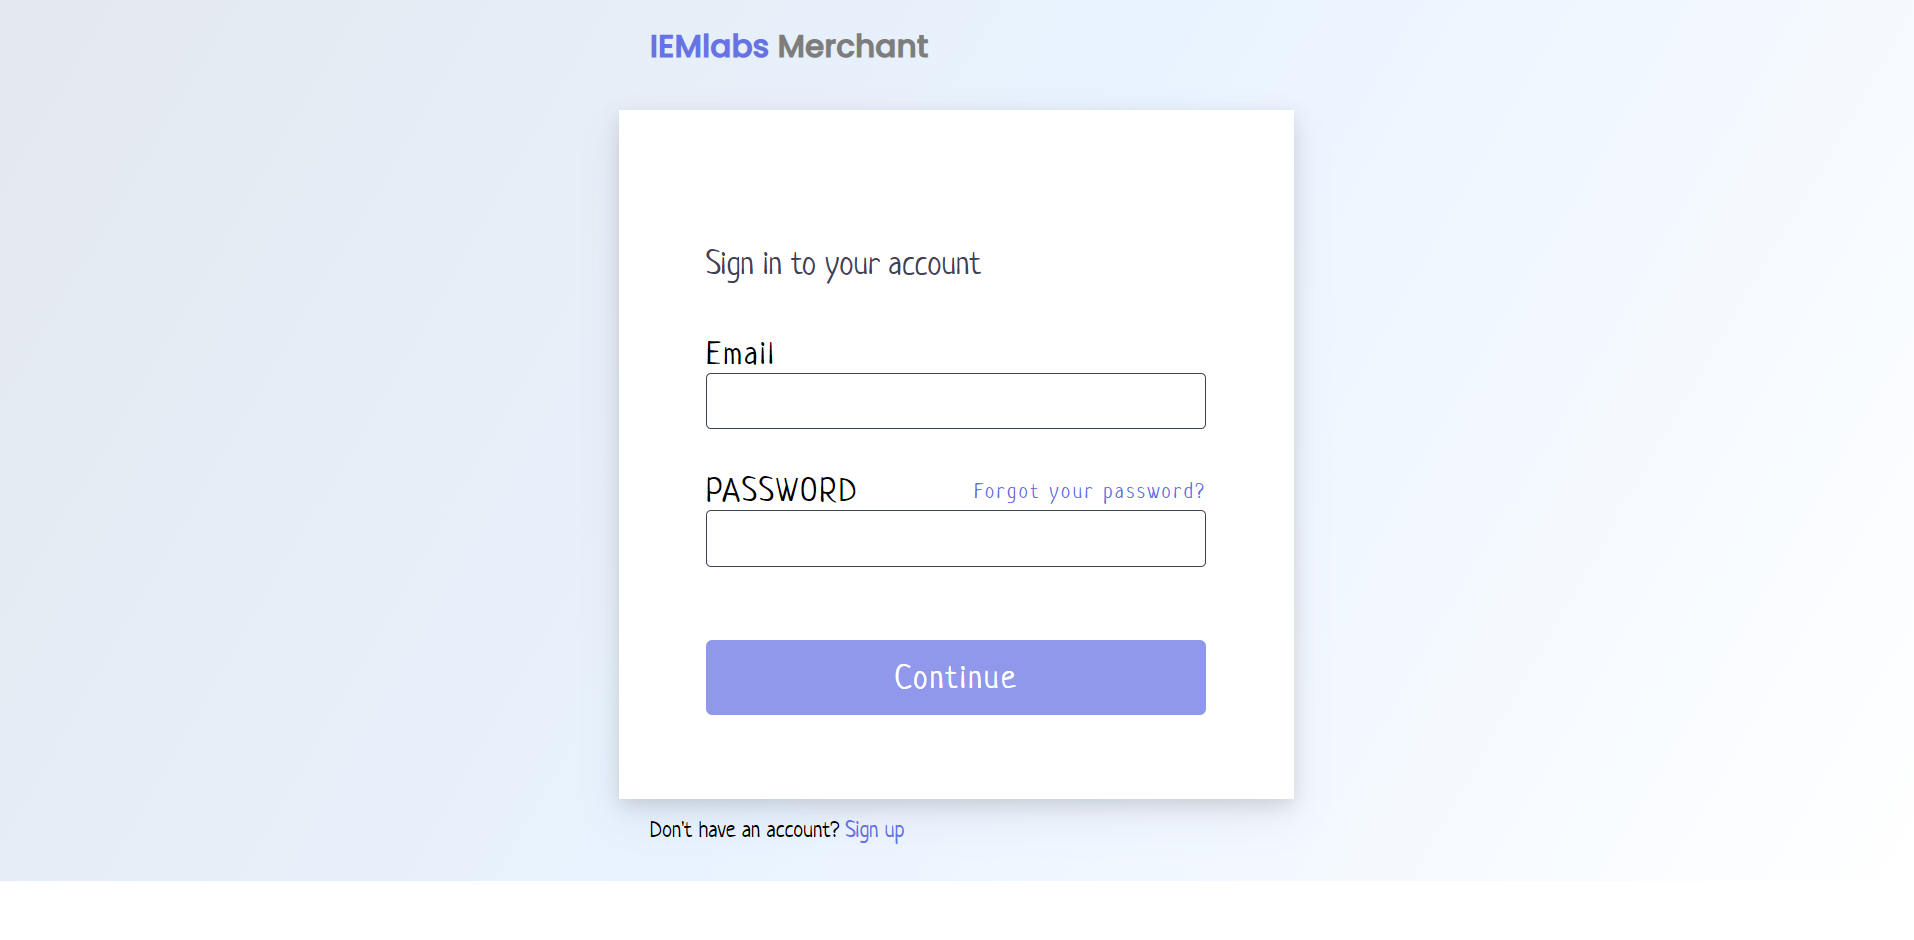 IEMlabs Merchant
Sign in to your account
Email
PASSWORD Forgot your password?
Continue
Don't have an account? Sign up